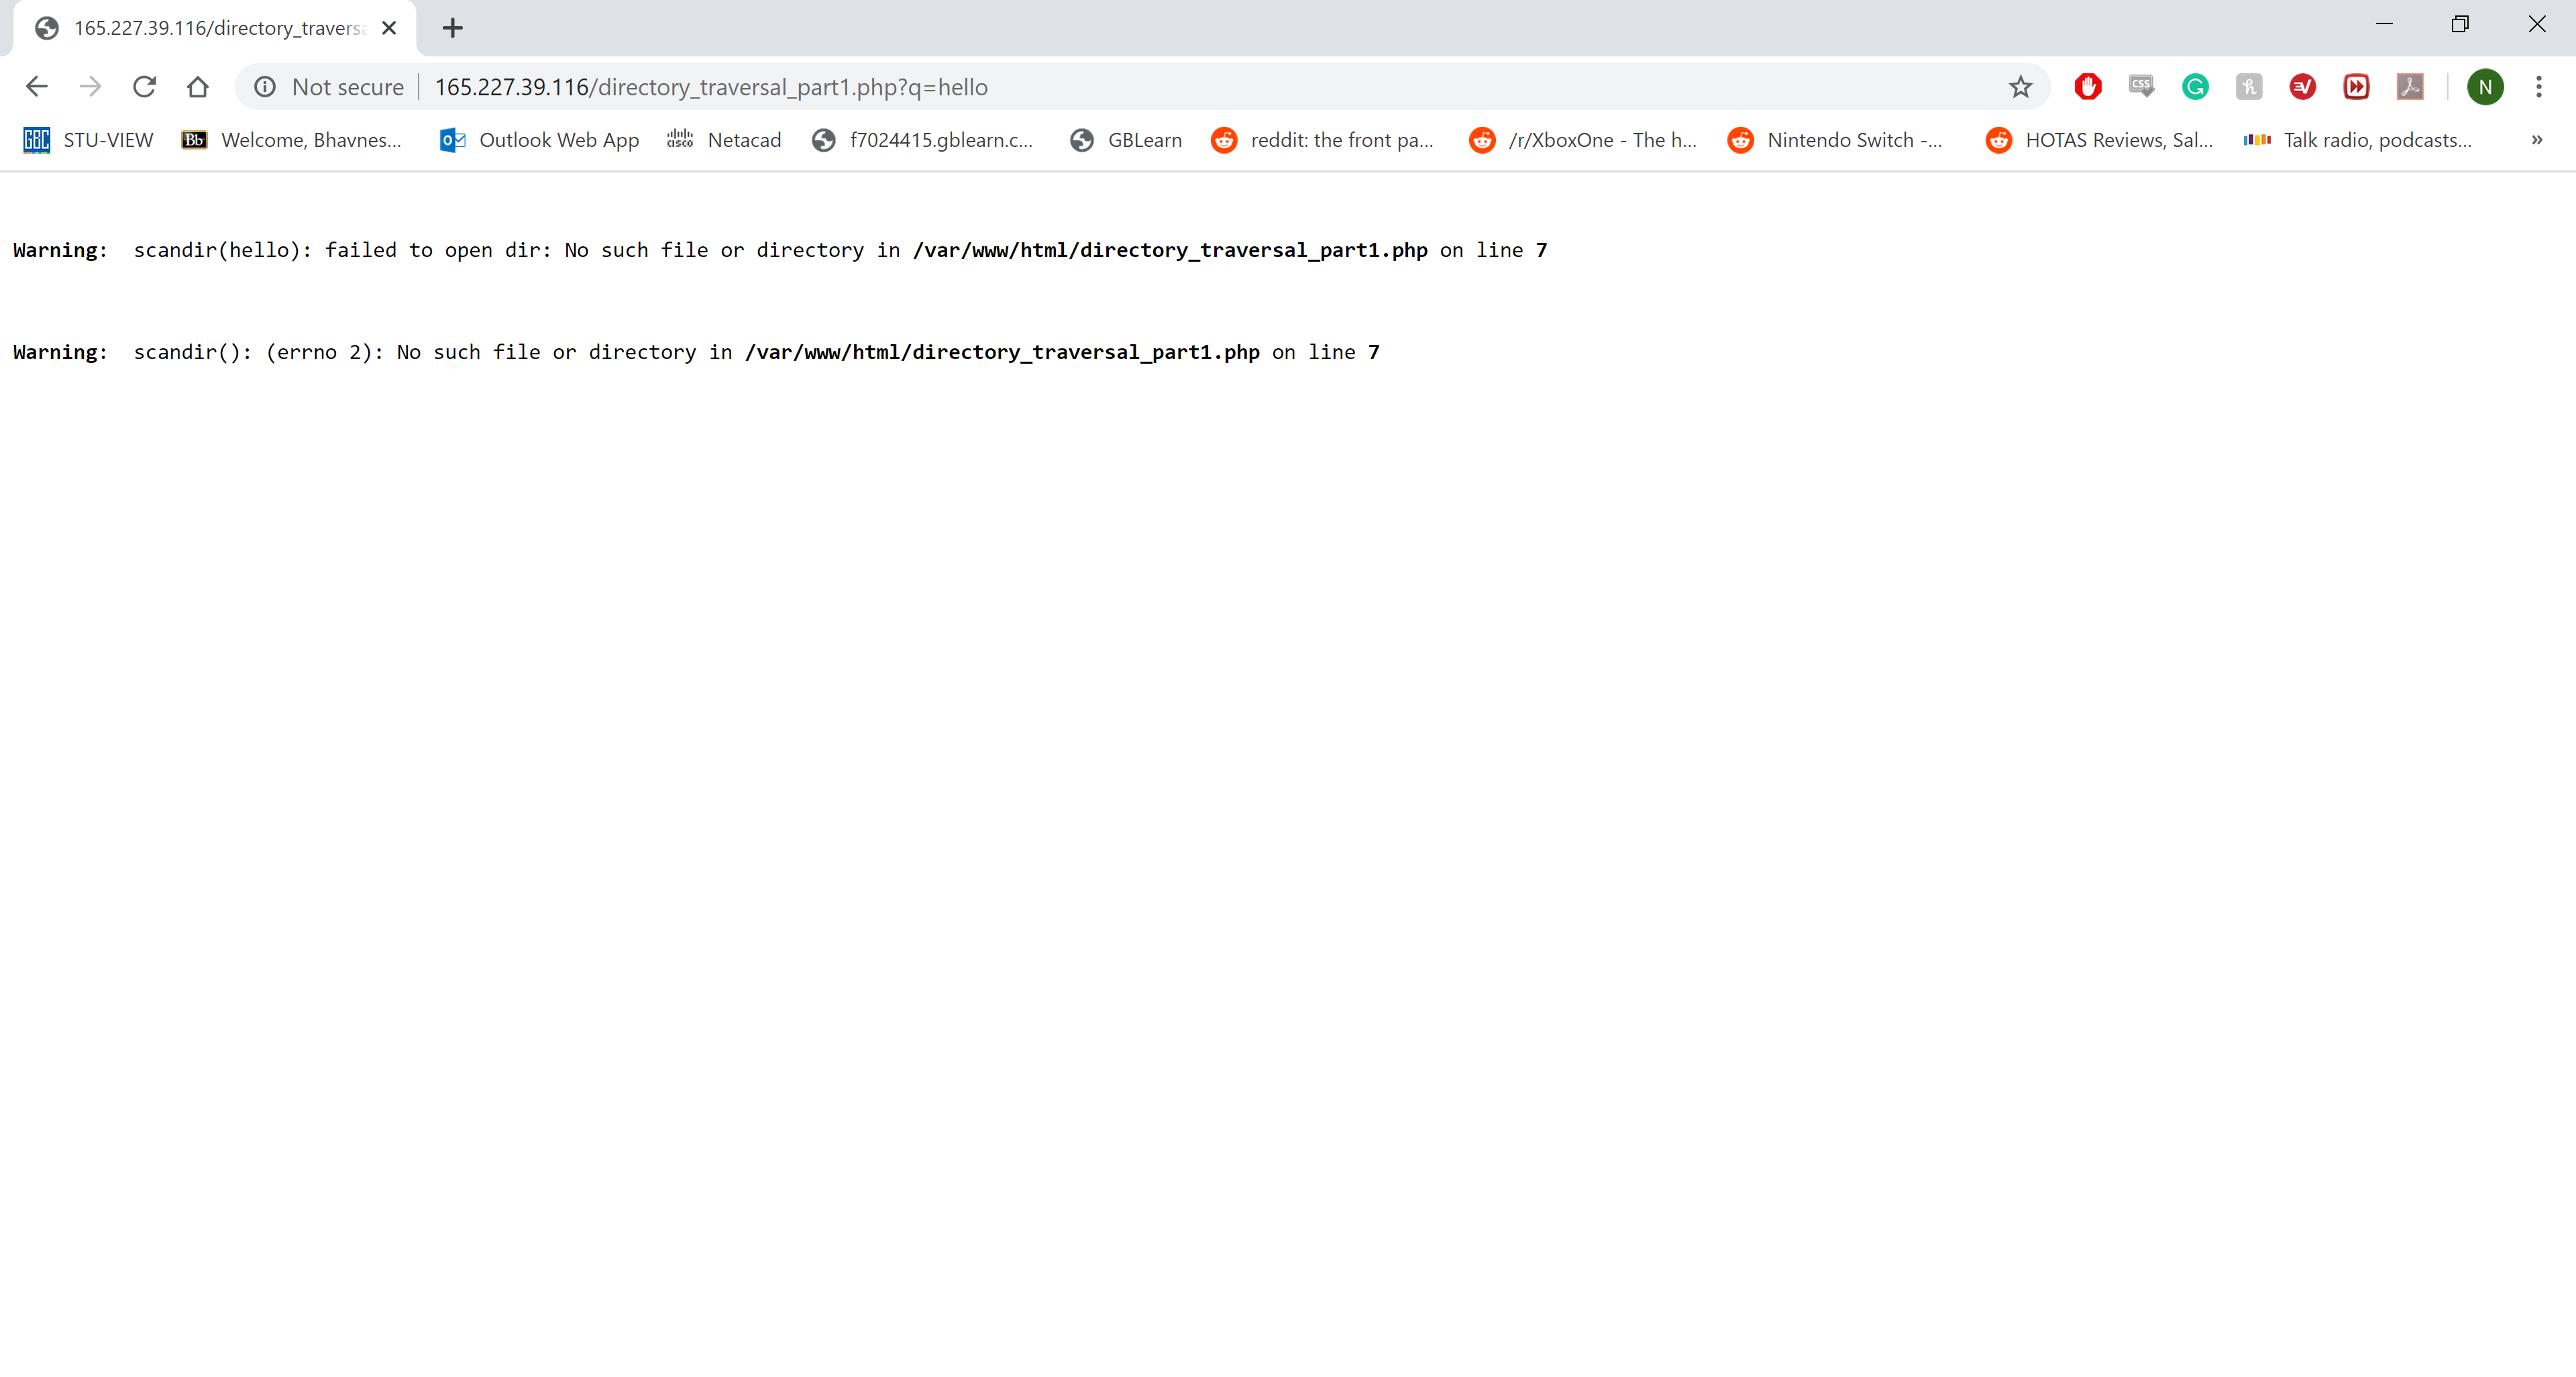 165.227.39.116/directory_travers
Not secure 165.227.39.116/directory_traversal_part1.php?q=hello
CSS G h N
GBC STU-VIEW Bb Welcome, Bhavnes... Outlook Web App cisco Netacad f7024415.gblearn.c... GBLearn reddit: the front pa... /r/XboxOne - The h... Nintendo Switch -... HOTAS Reviews, Sal... Talk radio, podcasts... »
Warning:  scandir(hello): failed to open dir: No such file or directory in /var/www/html/directory_traversal_part1.php on line 7
Warning:  scandir(): (errno 2): No such file or directory in /var/www/html/directory_traversal_part1.php on line 7